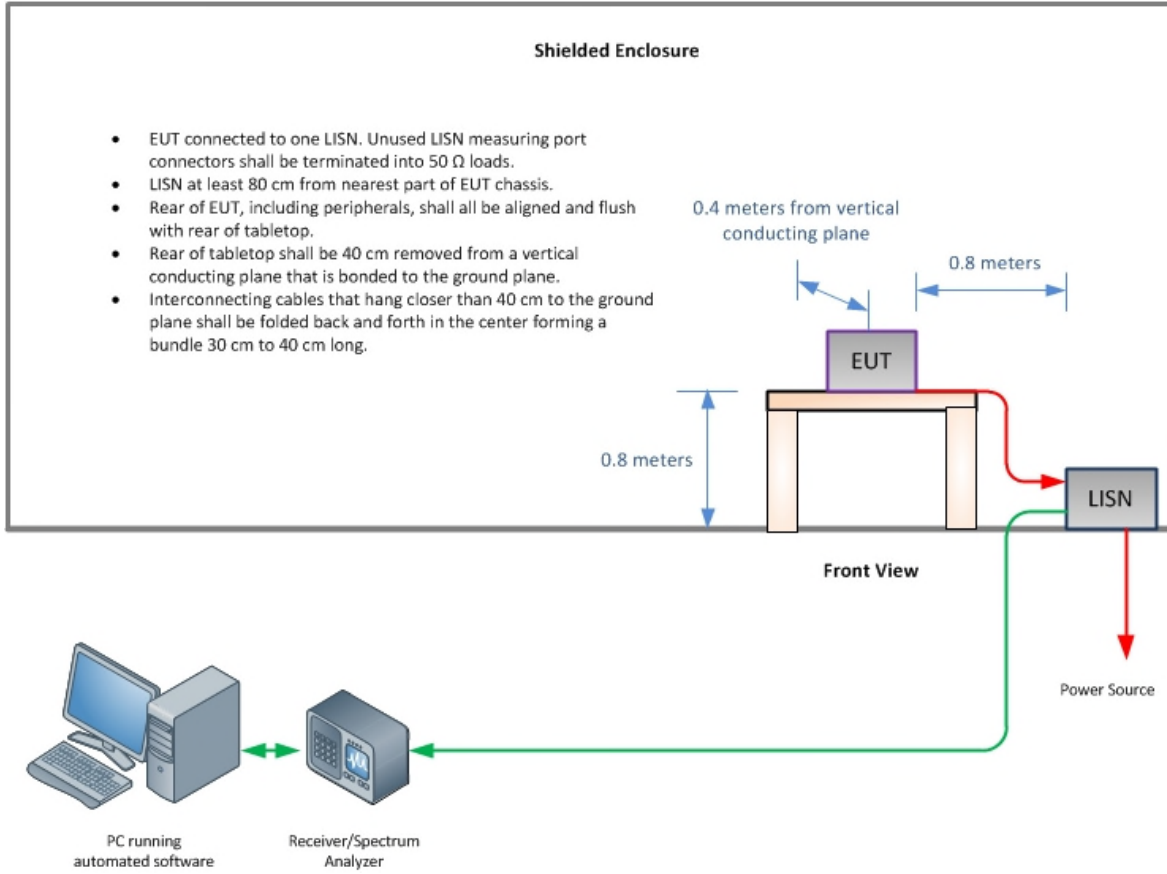 Shielded Enclosure
• EUT connected to one LISN. Unused LISN measuring port
connectors shall be terminated into 50 Ω loads.
• LISN at least 80 cm from nearest part of EUT chassis.
• Rear of EUT, including peripherals, shall all be aligned and flush
with rear of tabletop.
• Rear of tabletop shall be 40 cm removed from a vertical
conducting plane that is bonded to the ground plane.
• Interconnecting cables that hang closer than 40 cm to the ground
plane shall be folded back and forth in the center forming a
bundle 30 cm to 40 cm long.
0.4 meters from vertical
conducting plane
0.8 meters
EUT
0.8 meters
LISN
Front View
Power Source
PC running
automated software
Receiver/Spectrum
Analyzer